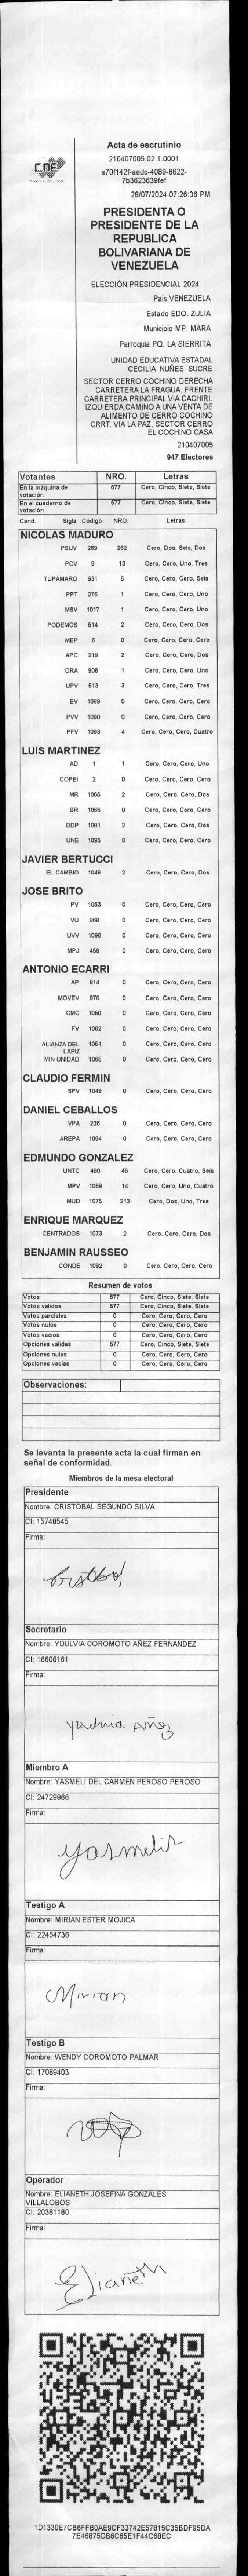 CNE
Acta de escrutinio
210407005.02.1.0001
a70f142f-aedc-4089-8622-
7b3623639fef
28/07/2024 07:26:36 PM
PRESIDENTA O
PRESIDENTE DE LA
REPUBLICA
BOLIVARIANA DE
VENEZUELA
ELECCIÓN PRESIDENCIAL 2024
País VENEZUELA
Estado EDO. ZULIA
Municipio MP. MARA
Parroquia PQ. LA SIERRITA
UNIDAD EDUCATIVA ESTADAL
CECILIA NUÑES SUCRE
SECTOR CERRO COCHINO DERECHA
CARRETERA LA FRAGUA. FRENTE
CARRETERA PRINCIPAL VIA CACHIRI.
IZQUIERDA CAMINO A UNA VENTA DE
ALIMENTO DE CERRO COCHINO
CRRT. VIA LA PAZ. SECTOR CERRO
EL COCHINO CASA
210407005
947 Electores
Votantes NRO. Letras
En la máquina de votación 577 Cero, Cinco, Siete, Siete
En el cuaderno de votación 577 Cero, Cinco, Siete, Siete
Cand. Sigla Código NRO. Letras
NICOLAS MADURO
PSUV 269 262 Cero, Dos, Seis, Dos
PCV 9 13 Cero, Cero, Uno, Tres
TUPAMARO 931 6 Cero, Cero, Cero, Seis
PPT 276 1 Cero, Cero, Cero, Uno
MSV 1017 1 Cero, Cero, Cero, Uno
PODEMOS 514 2 Cero, Cero, Cero, Dos
MEP 6 0 Cero, Cero, Cero, Cero
APC 219 2 Cero, Cero, Cero, Dos
ORA 906 1 Cero, Cero, Cero, Uno
UPV 513 3 Cero, Cero, Cero, Tres
EV 1089 0 Cero, Cero, Cero, Cero
PVV 1090 0 Cero, Cero, Cero, Cero
PFV 1093 4 Cero, Cero, Cero, Cuatro
LUIS MARTINEZ
AD 1 1 Cero, Cero, Cero, Uno
COPEI 2 0 Cero, Cero, Cero, Cero
MR 1065 2 Cero, Cero, Cero, Dos
BR 1066 0 Cero, Cero, Cero, Cero
DDP 1091 2 Cero, Cero, Cero, Dos
UNE 1095 0 Cero, Cero, Cero, Cero
JAVIER BERTUCCI
EL CAMBIO 1048 2 Cero, Cero, Cero, Dos
JOSE BRITO
PV 1053 0 Cero, Cero, Cero, Cero
VU 868 0 Cero, Cero, Cero, Cero
UVV 1096 0 Cero, Cero, Cero, Cero
MPJ 458 0 Cero, Cero, Cero, Cero
ANTONIO ECARRI
AP 814 0 Cero, Cero, Cero, Cero
MOVEV 878 0 Cero, Cero, Cero, Cero
CMC 1050 0 Cero, Cero, Cero, Cero
FV 1062 0 Cero, Cero, Cero, Cero
ALIANZA DEL LAPIZ 1051 0 Cero, Cero, Cero, Cero
MIN UNIDAD 1068 0 Cero, Cero, Cero, Cero
CLAUDIO FERMIN
SPV 1049 0 Cero, Cero, Cero, Cero
DANIEL CEBALLOS
VPA 236 0 Cero, Cero, Cero, Cero
AREPA 1094 0 Cero, Cero, Cero, Cero
EDMUNDO GONZALEZ
UNTC 460 46 Cero, Cero, Cuatro, Seis
MPV 1069 14 Cero, Cero, Uno, Cuatro
MUD 1075 213 Cero, Dos, Uno, Tres
ENRIQUE MARQUEZ
CENTRADOS 1073 2 Cero, Cero, Cero, Dos
BENJAMIN RAUSSEO
CONDE 1092 0 Cero, Cero, Cero, Cero
Resumen de votos
Votos 577 Cero, Cinco, Siete, Siete
Votos validos 577 Cero, Cinco, Siete, Siete
Votos parciales 0 Cero, Cero, Cero, Cero
Votos nulos 0 Cero, Cero, Cero, Cero
Votos vacios 0 Cero, Cero, Cero, Cero
Opciones validas 577 Cero, Cinco, Siete, Siete
Opciones nulas 0 Cero, Cero, Cero, Cero
Opciones vacias 0 Cero, Cero, Cero, Cero
Observaciones:
Se levanta la presente acta la cual firman en
señal de conformidad.
Miembros de la mesa electoral
Presidente
Nombre: CRISTOBAL SEGUNDO SILVA
CI: 15748545
Firma:
Cristobal
Secretario
Nombre: YDULVIA COROMOTO AÑEZ FERNANDEZ
CI: 16606161
Firma:
Miembro A
Nombre: YASMELI DEL CARMEN PEROSO PEROSO
CI: 24729966
Firma:
Yasmelis
Testigo A
Nombre: MIRIAN ESTER MOJICA
CI: 22454736
Firma:
Mirian
Testigo B
Nombre: WENDY COROMOTO PALMAR
CI: 17089403
Firma:
Operador
Nombre: ELIANETH JOSEFINA GONZALES
VILLALOBOS
CI: 20381180
Firma:
Elianeth
1D1330E7CB6FFB0AE9CF33742E57815C35BDF95DA
7E46875DB6C65E1F44C68EC